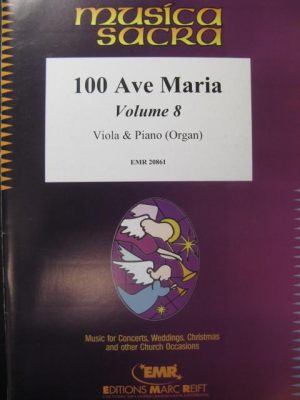 musica
sacra
100 Ave Maria
Volume 8
Viola & Piano (Organ)
EMR 20861
Music for Concerts, Weddings, Christmas
and other Church Occasions
EMR
EDITIONS MARC REIFT